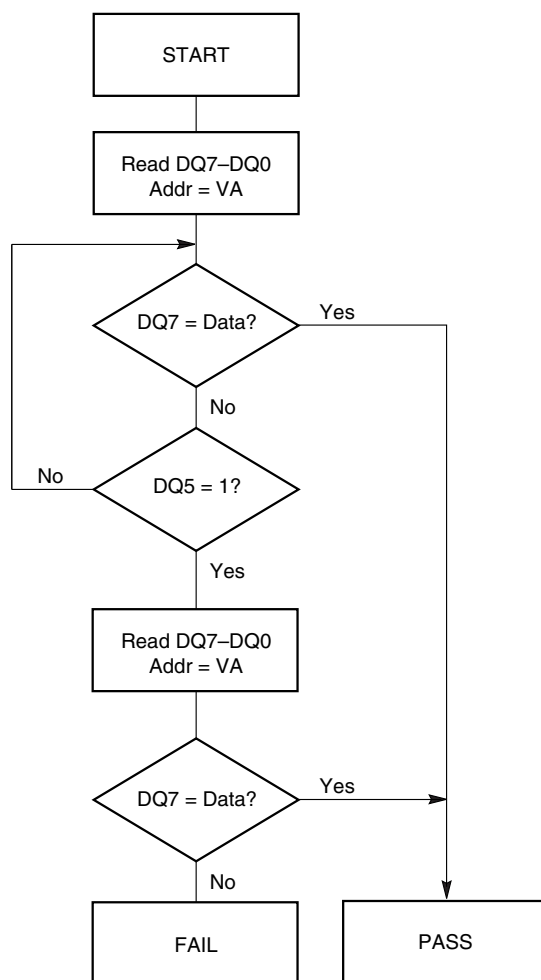 START
Read DQ7–DQ0
Addr = VA
DQ7 = Data?
Yes
No
No
DQ5 = 1?
Yes
Read DQ7–DQ0
Addr = VA
DQ7 = Data?
Yes
No
FAIL
PASS